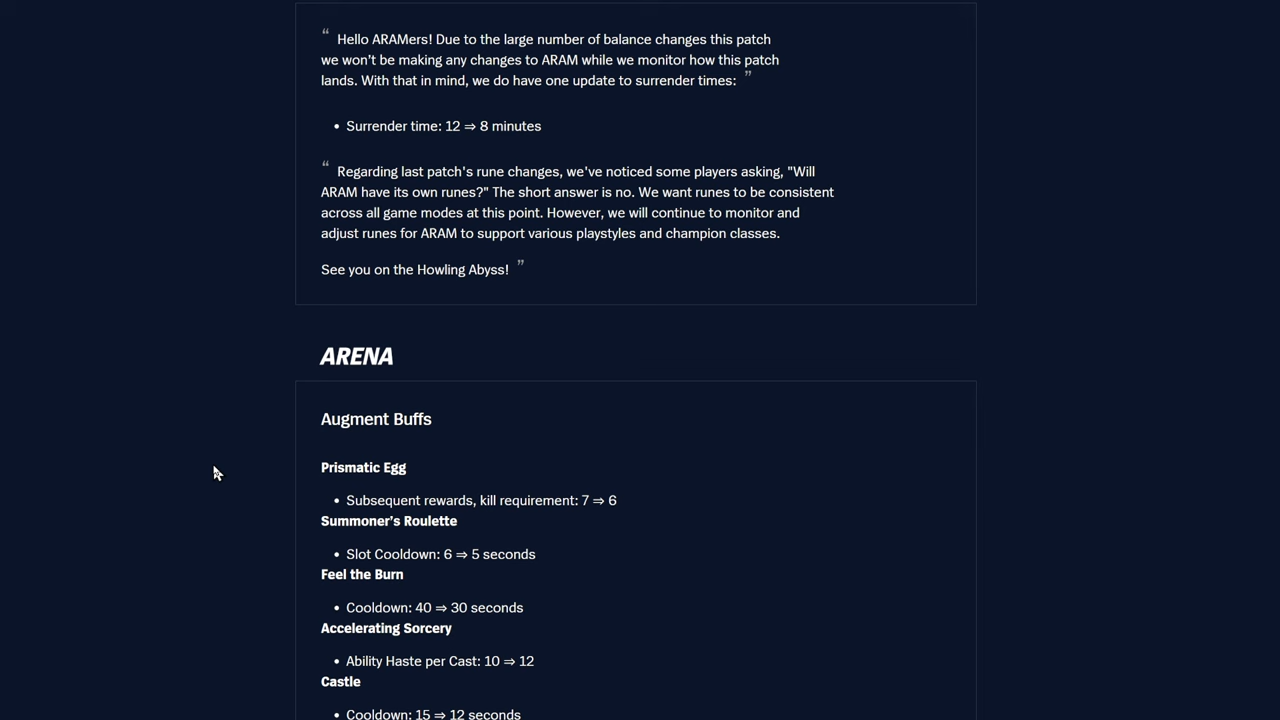 “ Hello ARAMers! Due to the large number of balance changes this patch
we won't be making any changes to ARAM while we monitor how this patch
lands. With that in mind, we do have one update to surrender times: ”
• Surrender time: 12 ⇒ 8 minutes
“ Regarding last patch's rune changes, we've noticed some players asking, "Will
ARAM have its own runes?" The short answer is no. We want runes to be consistent
across all game modes at this point. However, we will continue to monitor and
adjust runes for ARAM to support various playstyles and champion classes.
See you on the Howling Abyss! ”
ARENA
Augment Buffs
Prismatic Egg
• Subsequent rewards, kill requirement: 7 ⇒ 6
Summoner's Roulette
• Slot Cooldown: 6 ⇒ 5 seconds
Feel the Burn
• Cooldown: 40 ⇒ 30 seconds
Accelerating Sorcery
• Ability Haste per Cast: 10 ⇒ 12
Castle
• Cooldown: 15 ⇒ 12 seconds